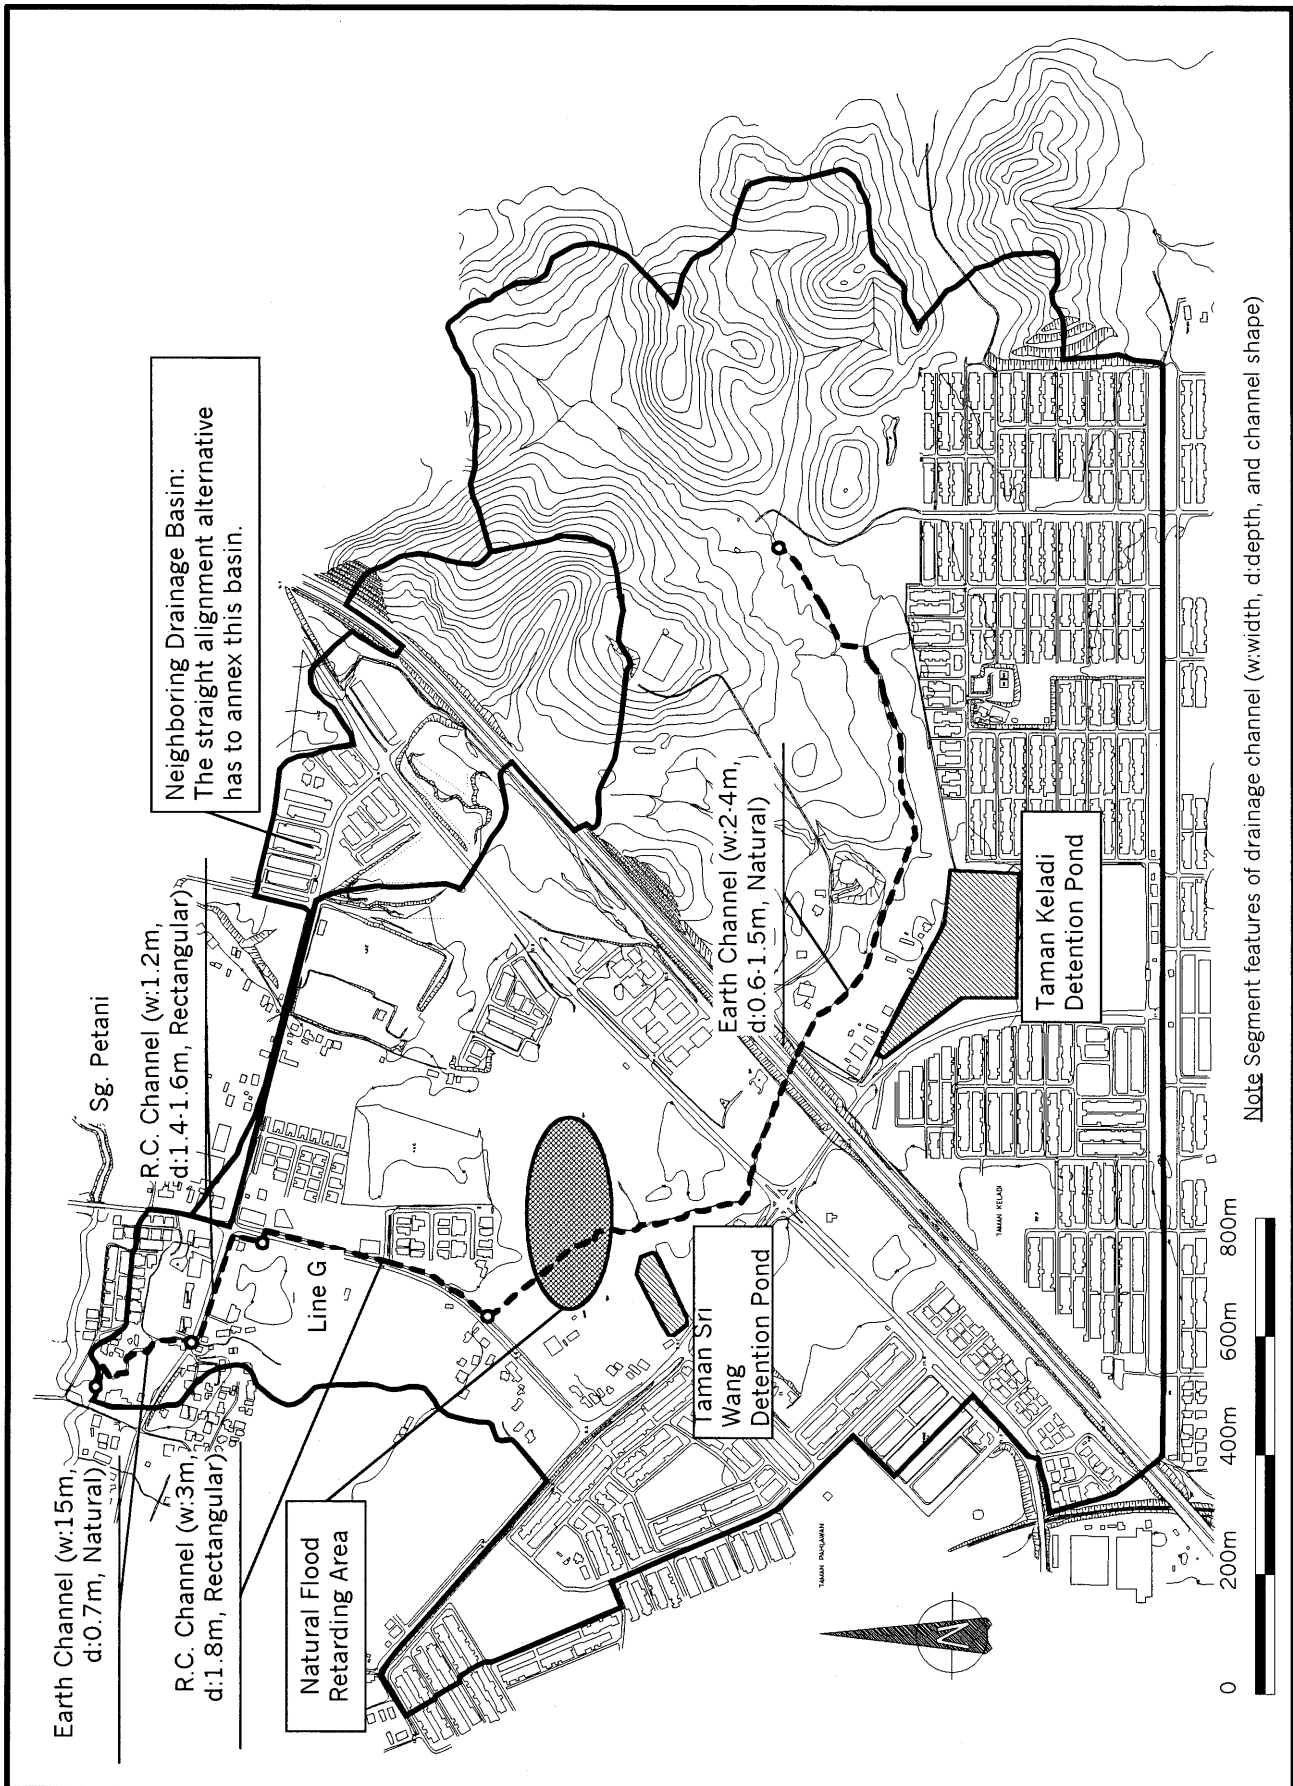 Neighboring Drainage Basin:
The straight alignment alternative
has to annex this basin.
Sg. Petani
R.C. Channel (w:1.2m,
d:1.4-1.6m, Rectangular)
Earth Channel (w:15m,
d:0.7m, Natural)
R.C. Channel (w:3m,
d:1.8m, Rectangular)
Line G
Natural Flood
Retarding Area
Earth Channel (w:2-4m,
d:0.6-1.5m, Natural)
Taman Sri
Wang
Detention Pond
Taman Keladi
Detention Pond
TAMAN KELADI
TAMAN PAHLAWAN
N
0
200m
400m
600m
800m
Note Segment features of drainage channel (w:width, d:depth, and channel shape)